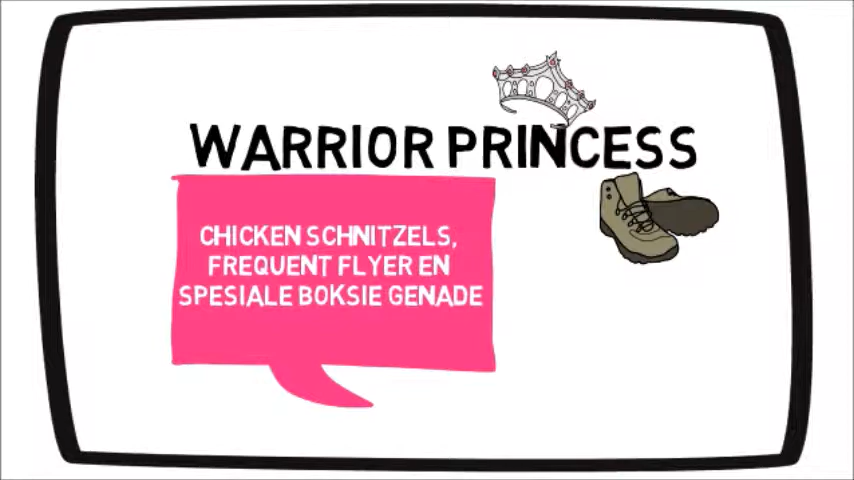 WARRIOR PRINCESS
CHICKEN SCHNITZELS,
FREQUENT FLYER EN
SPESIALE BOKSIE GENADE